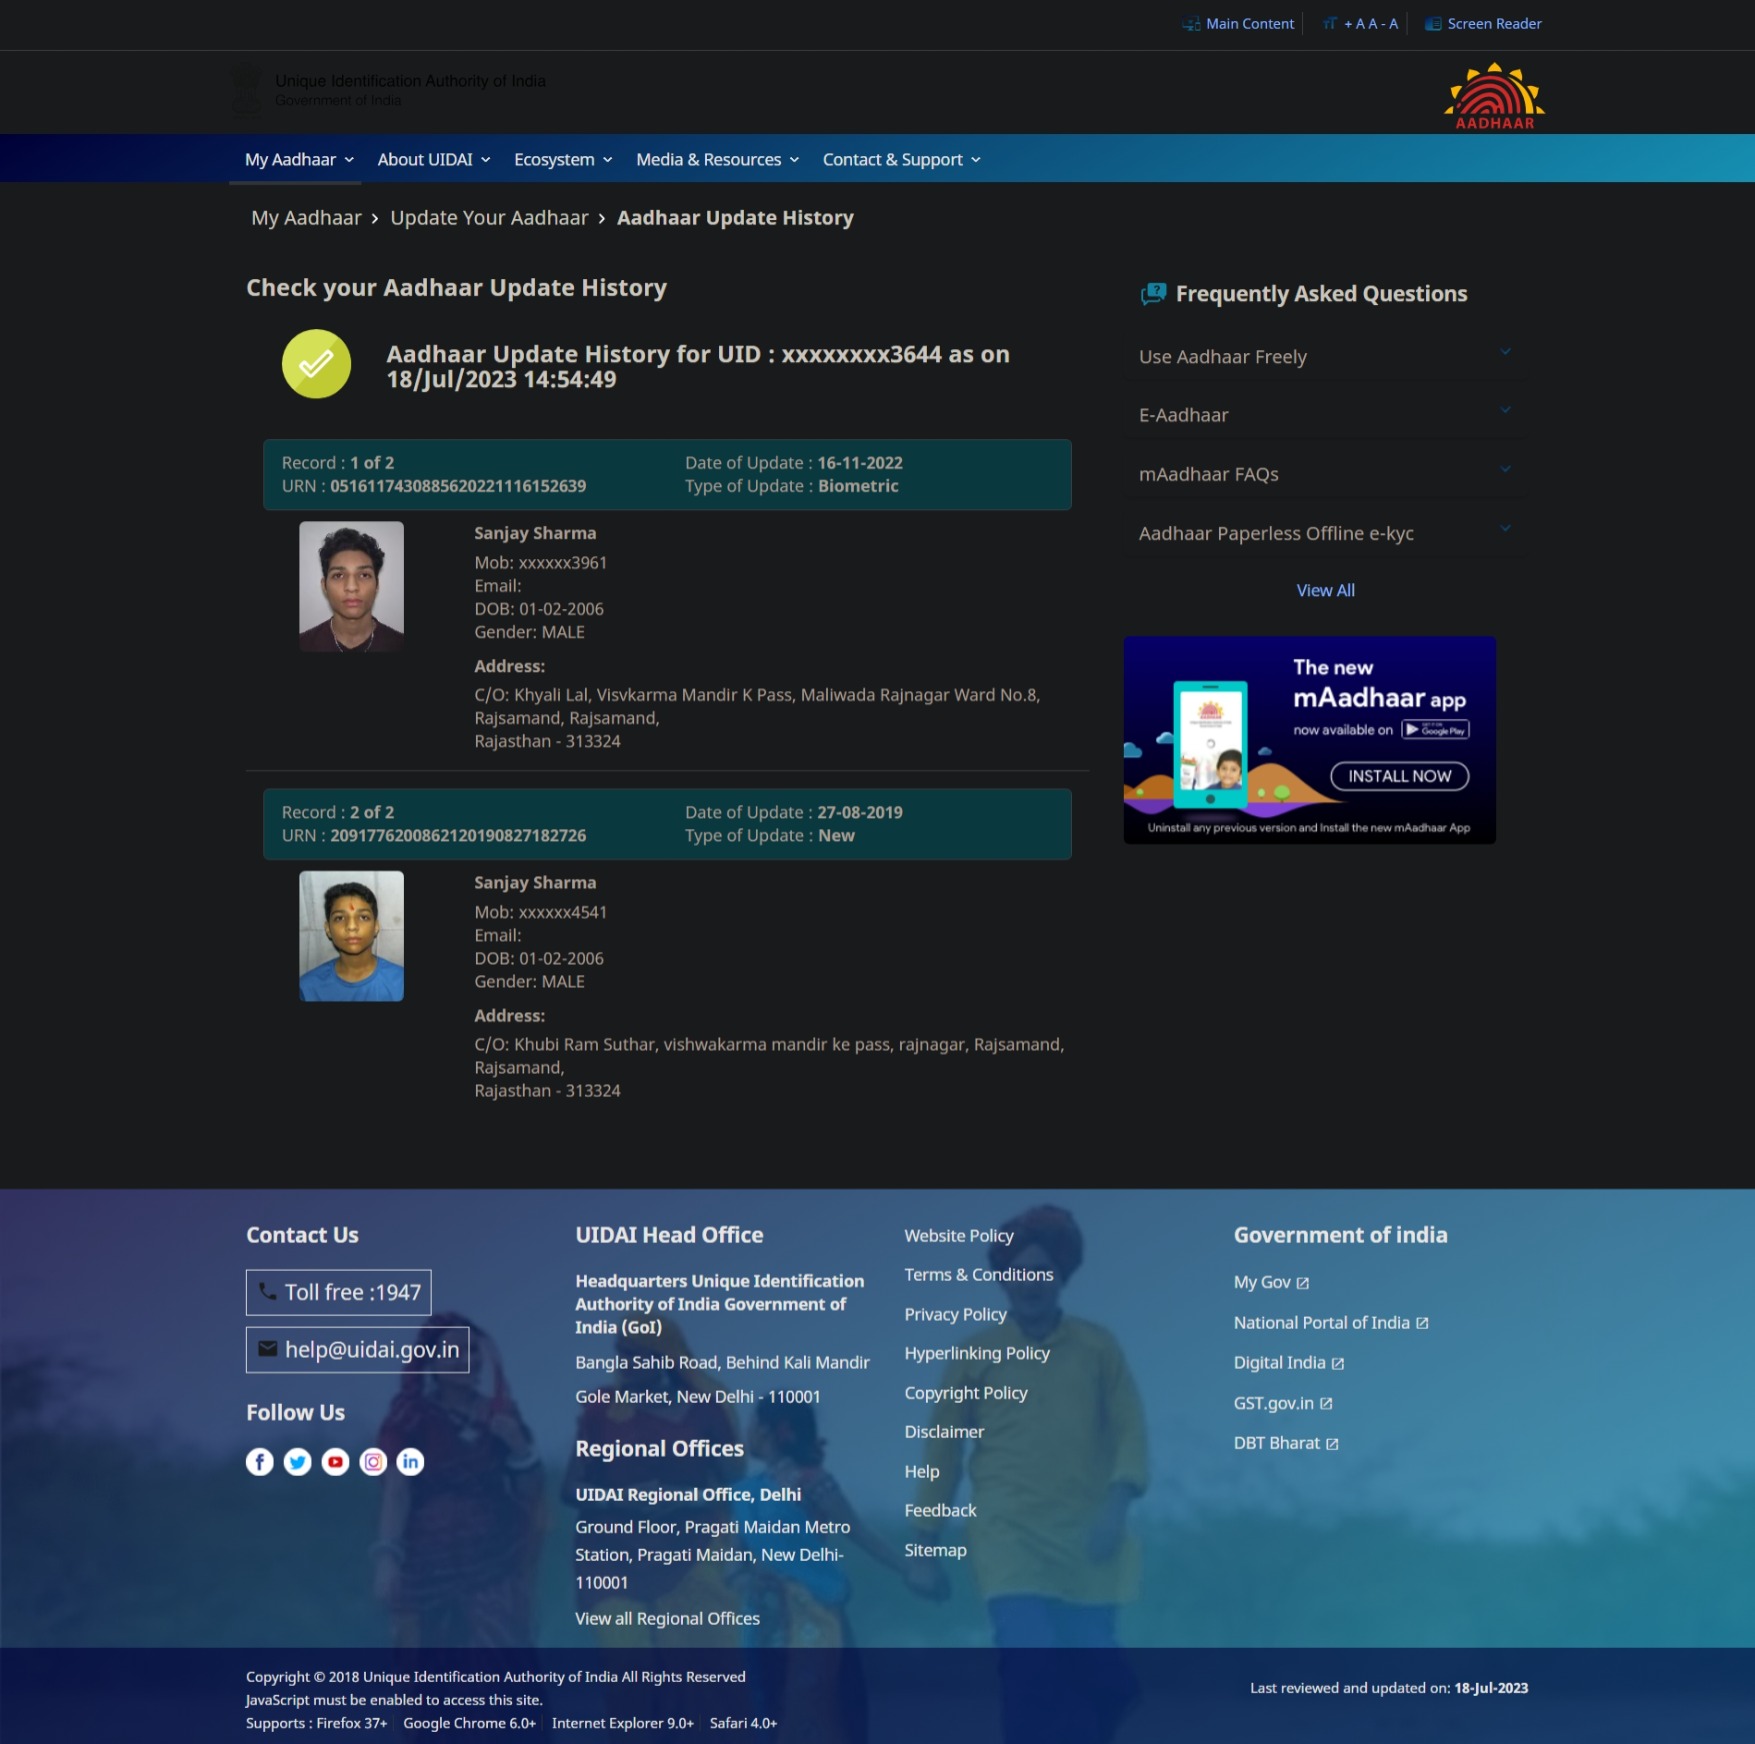 Main Content
+ A A - A
Screen Reader
Unique Identification Authority of India
Government of India
AADHAAR
My Aadhaar
About UIDAI
Ecosystem
Media & Resources
Contact & Support
My Aadhaar > Update Your Aadhaar > Aadhaar Update History
Check your Aadhaar Update History
Aadhaar Update History for UID : xxxxxxxx3644 as on
18/Jul/2023 14:54:49
Record : 1 of 2
Date of Update : 16-11-2022
URN : 0516117430885620221116152639
Type of Update : Biometric
Sanjay Sharma
Mob: xxxxxx3961
Email:
DOB: 01-02-2006
Gender: MALE
Address:
C/O: Khyali Lal, Visvkarma Mandir K Pass, Maliwada Rajnagar Ward No.8,
Rajsamand, Rajsamand,
Rajasthan - 313324
Record : 2 of 2
Date of Update : 27-08-2019
URN : 2091776200862120190827182726
Type of Update : New
Sanjay Sharma
Mob: xxxxxx4541
Email:
DOB: 01-02-2006
Gender: MALE
Address:
C/O: Khubi Ram Suthar, vishwakarma mandir ke pass, rajnagar, Rajsamand,
Rajsamand,
Rajasthan - 313324
Frequently Asked Questions
Use Aadhaar Freely
E-Aadhaar
mAadhaar FAQs
Aadhaar Paperless Offline e-kyc
View All
The new
mAadhaar app
now available on
GET IT ON
Google Play
INSTALL NOW
Uninstall any previous version and Install the new mAadhaar App
Contact Us
Toll free :1947
help@uidai.gov.in
Follow Us
UIDAI Head Office
Headquarters Unique Identification
Authority of India Government of
India (GoI)
Bangla Sahib Road, Behind Kali Mandir
Gole Market, New Delhi - 110001
Regional Offices
UIDAI Regional Office, Delhi
Ground Floor, Pragati Maidan Metro
Station, Pragati Maidan, New Delhi-
110001
View all Regional Offices
Website Policy
Terms & Conditions
Privacy Policy
Hyperlinking Policy
Copyright Policy
Disclaimer
Help
Feedback
Sitemap
Government of india
My Gov
National Portal of India
Digital India
GST.gov.in
DBT Bharat
Copyright © 2018 Unique Identification Authority of India All Rights Reserved
JavaScript must be enabled to access this site.
Supports : Firefox 37+ Google Chrome 6.0+ Internet Explorer 9.0+ Safari 4.0+
Last reviewed and updated on: 18-Jul-2023